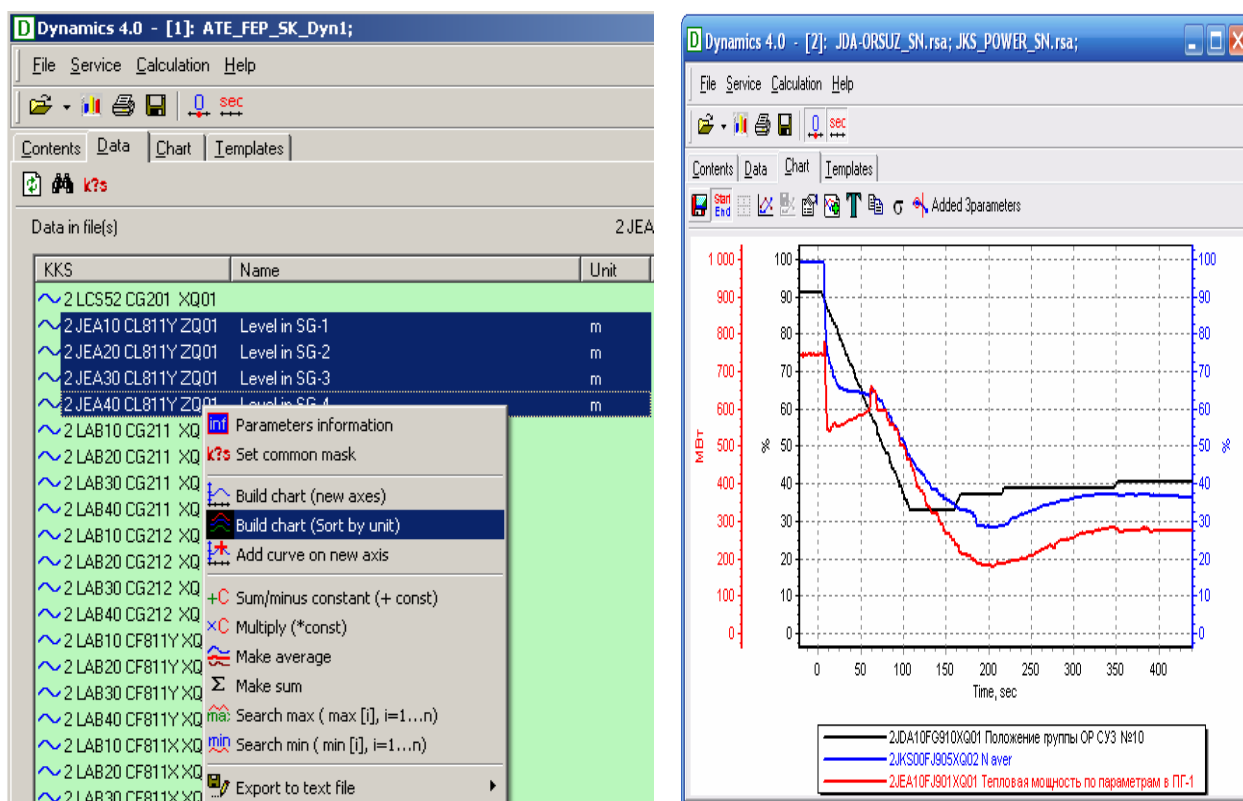 Dynamics 4.0 - [1]: ATE_FEP_SK_Dyn1;
File Service Calculation Help
0 sec
Contents Data Chart Templates
k?s
Data in file(s) 2 JEA
KKS Name Unit
2 LCS52 CG201 XQ01
2 JEA10 CL811Y ZQ01 Level in SG-1 m
2 JEA20 CL811Y ZQ01 Level in SG-2 m
2 JEA30 CL811Y ZQ01 Level in SG-3 m
2 JEA40 CL811Y ZQ01 Level in SG-4 m
2 LAB10 CG211 XQ
2 LAB20 CG211 XQ
2 LAB30 CG211 XQ
2 LAB40 CG211 XQ
2 LAB10 CG212 XQ
2 LAB20 CG212 XQ
2 LAB30 CG212 XQ
2 LAB40 CG212 XQ
2 LAB10 CF811Y XQ
2 LAB20 CF811Y XQ
2 LAB30 CF811Y XQ
2 LAB40 CF811Y XQ
2 LAB10 CF811X XQ
2 LAB20 CF811X XQ
2 LAB30 CF811X XQ
inf Parameters information
k?s Set common mask
Build chart (new axes)
Build chart (Sort by unit)
Add curve on new axis
+C Sum/minus constant (+ const)
×C Multiply (*const)
Make average
Σ Make sum
max Search max ( max [i], i=1...n)
min Search min ( min [i], i=1...n)
Export to text file
Dynamics 4.0 - [2]: JDA-ORSUZ_SN.rsa; JKS_POWER_SN.rsa;
File Service Calculation Help
0 sec
Contents Data Chart Templates
Start End T σ Added 3parameters
1 000 100 100
900 90 90
800 80 80
700 70 70
600 60 60
500 50 50
400 40 40
300 30 30
200 20 20
100 10 10
0 0 0
МВт % %
0 50 100 150 200 250 300 350 400
Time, sec
2JDA10FG910XQ01 Положение группы ОР СУЗ №10
2JKS00FJ905XQ02 N aver
2JEA10FJ901XQ01 Тепловая мощность по параметрам в ПГ-1